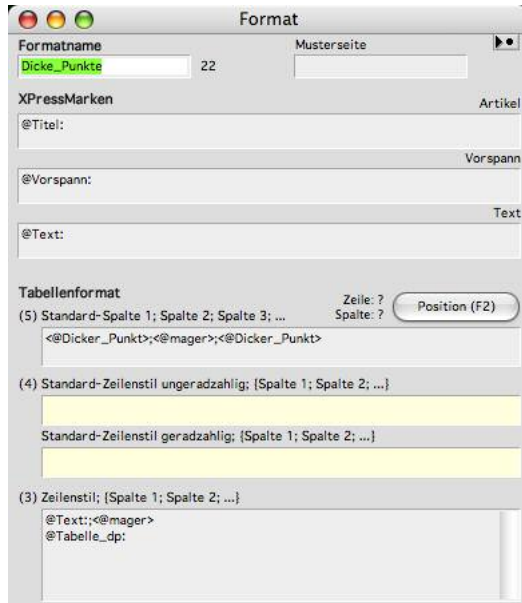 Format
Formatname
Musterseite
Dicke_Punkte
22
XPressMarken
Artikel
@Titel:
Vorspann
@Vorspann:
Text
@Text:
Tabellenformat
Zeile: ?
(5) Standard-Spalte 1; Spalte 2; Spalte 3; ...
Spalte: ?
Position (F2)
<@Dicker_Punkt>;<@mager>;<@Dicker_Punkt>
(4) Standard-Zeilenstil ungeradzahlig; {Spalte 1; Spalte 2; ...}
Standard-Zeilenstil geradzahlig; {Spalte 1; Spalte 2; ...}
(3) Zeilenstil; {Spalte 1; Spalte 2; ...}
@Text:;<@mager>
@Tabelle_dp: